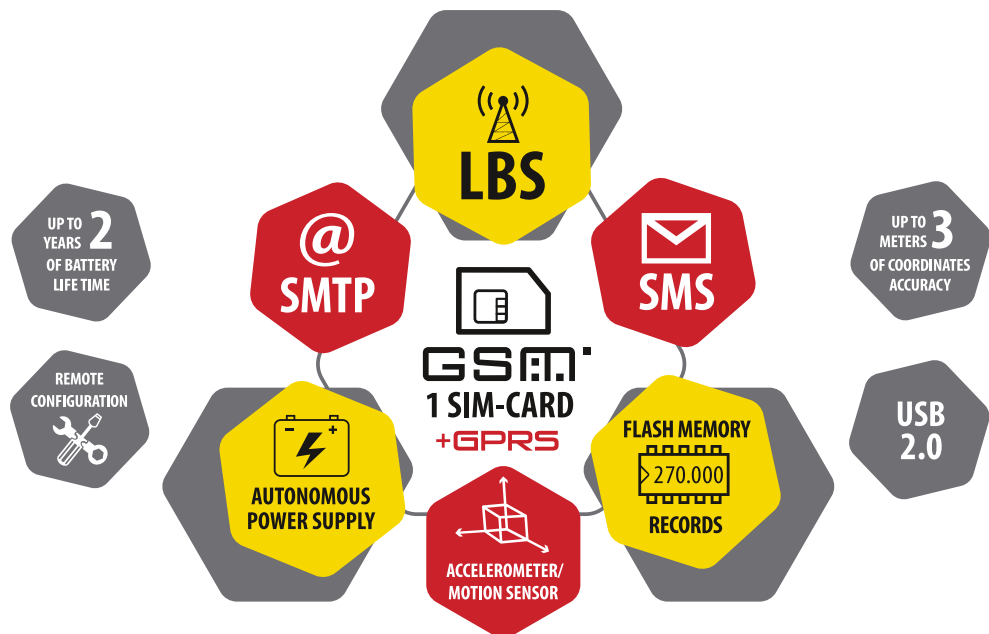 LBS
@
SMTP
SMS
UP TO
YEARS 2
OF BATTERY
LIFE TIME
UP TO
METERS 3
OF COORDINATES
ACCURACY
GSM
1 SIM-CARD
+GPRS
REMOTE
CONFIGURATION
USB
2.0
- +
AUTONOMOUS
POWER SUPPLY
FLASH MEMORY
270.000
RECORDS
ACCELEROMETER/
MOTION SENSOR